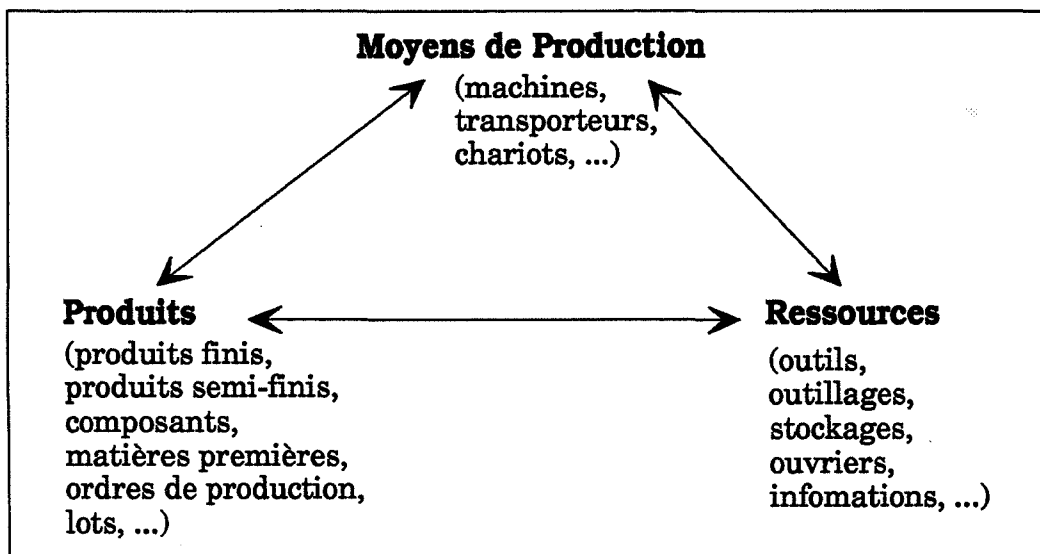 Moyens de Production
(machines,
transporteurs,
chariots, ...)
Produits
(produits finis,
produits semi-finis,
composants,
matières premières,
ordres de production,
lots, ...)
Ressources
(outils,
outillages,
stockages,
ouvriers,
infomations, ...)